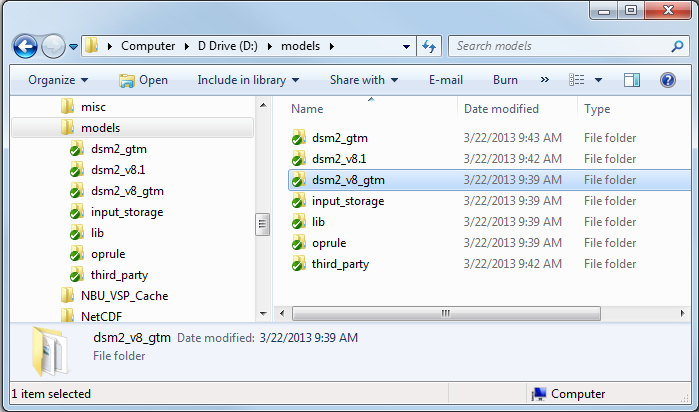 Computer D Drive (D:) models Search models
Organize Open Include in library Share with E-mail Burn »
misc
models
dsm2_gtm
dsm2_v8.1
dsm2_v8_gtm
input_storage
lib
oprule
third_party
NBU_VSP_Cache
NetCDF
Name Date modified Type
dsm2_gtm 3/22/2013 9:43 AM File folder
dsm2_v8.1 3/22/2013 9:42 AM File folder
dsm2_v8_gtm 3/22/2013 9:39 AM File folder
input_storage 3/22/2013 9:39 AM File folder
lib 3/22/2013 9:39 AM File folder
oprule 3/22/2013 9:39 AM File folder
third_party 3/22/2013 9:42 AM File folder
dsm2_v8_gtm Date modified: 3/22/2013 9:39 AM
File folder
1 item selected Computer